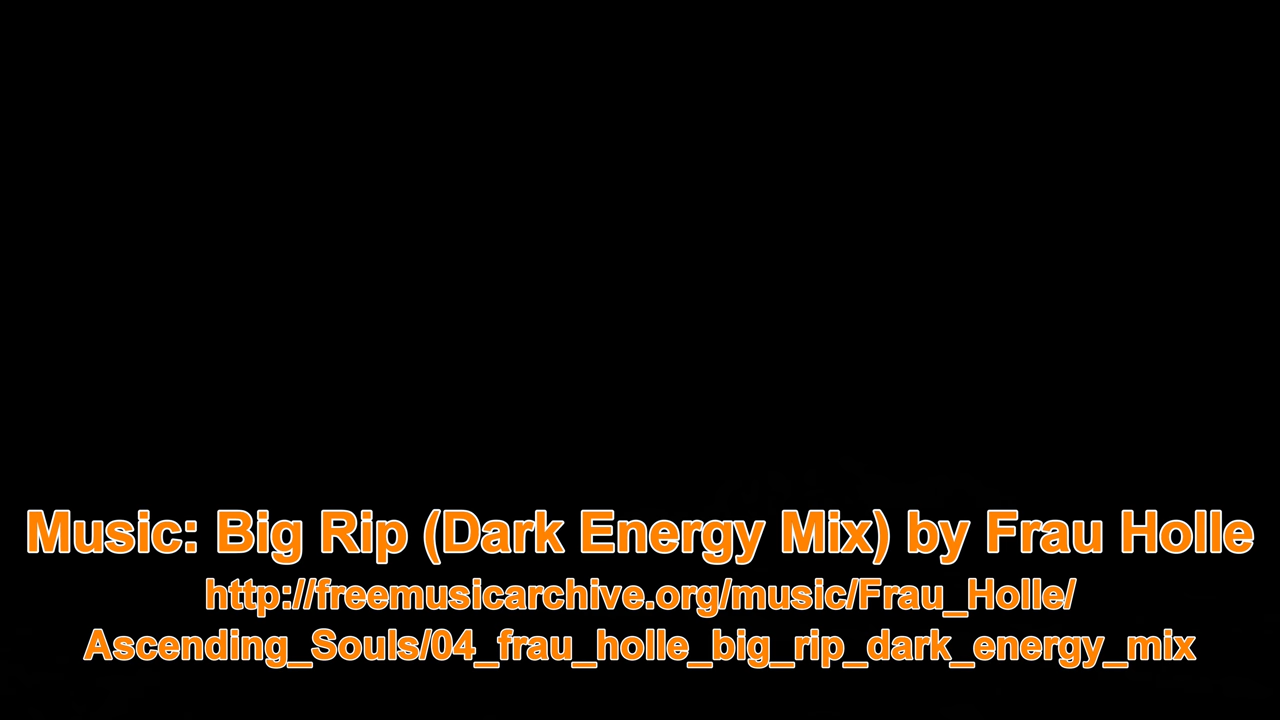 Music: Big Rip (Dark Energy Mix) by Frau Holle
http://freemusicarchive.org/music/Frau_Holle/
Ascending_Souls/04_frau_holle_big_rip_dark_energy_mix